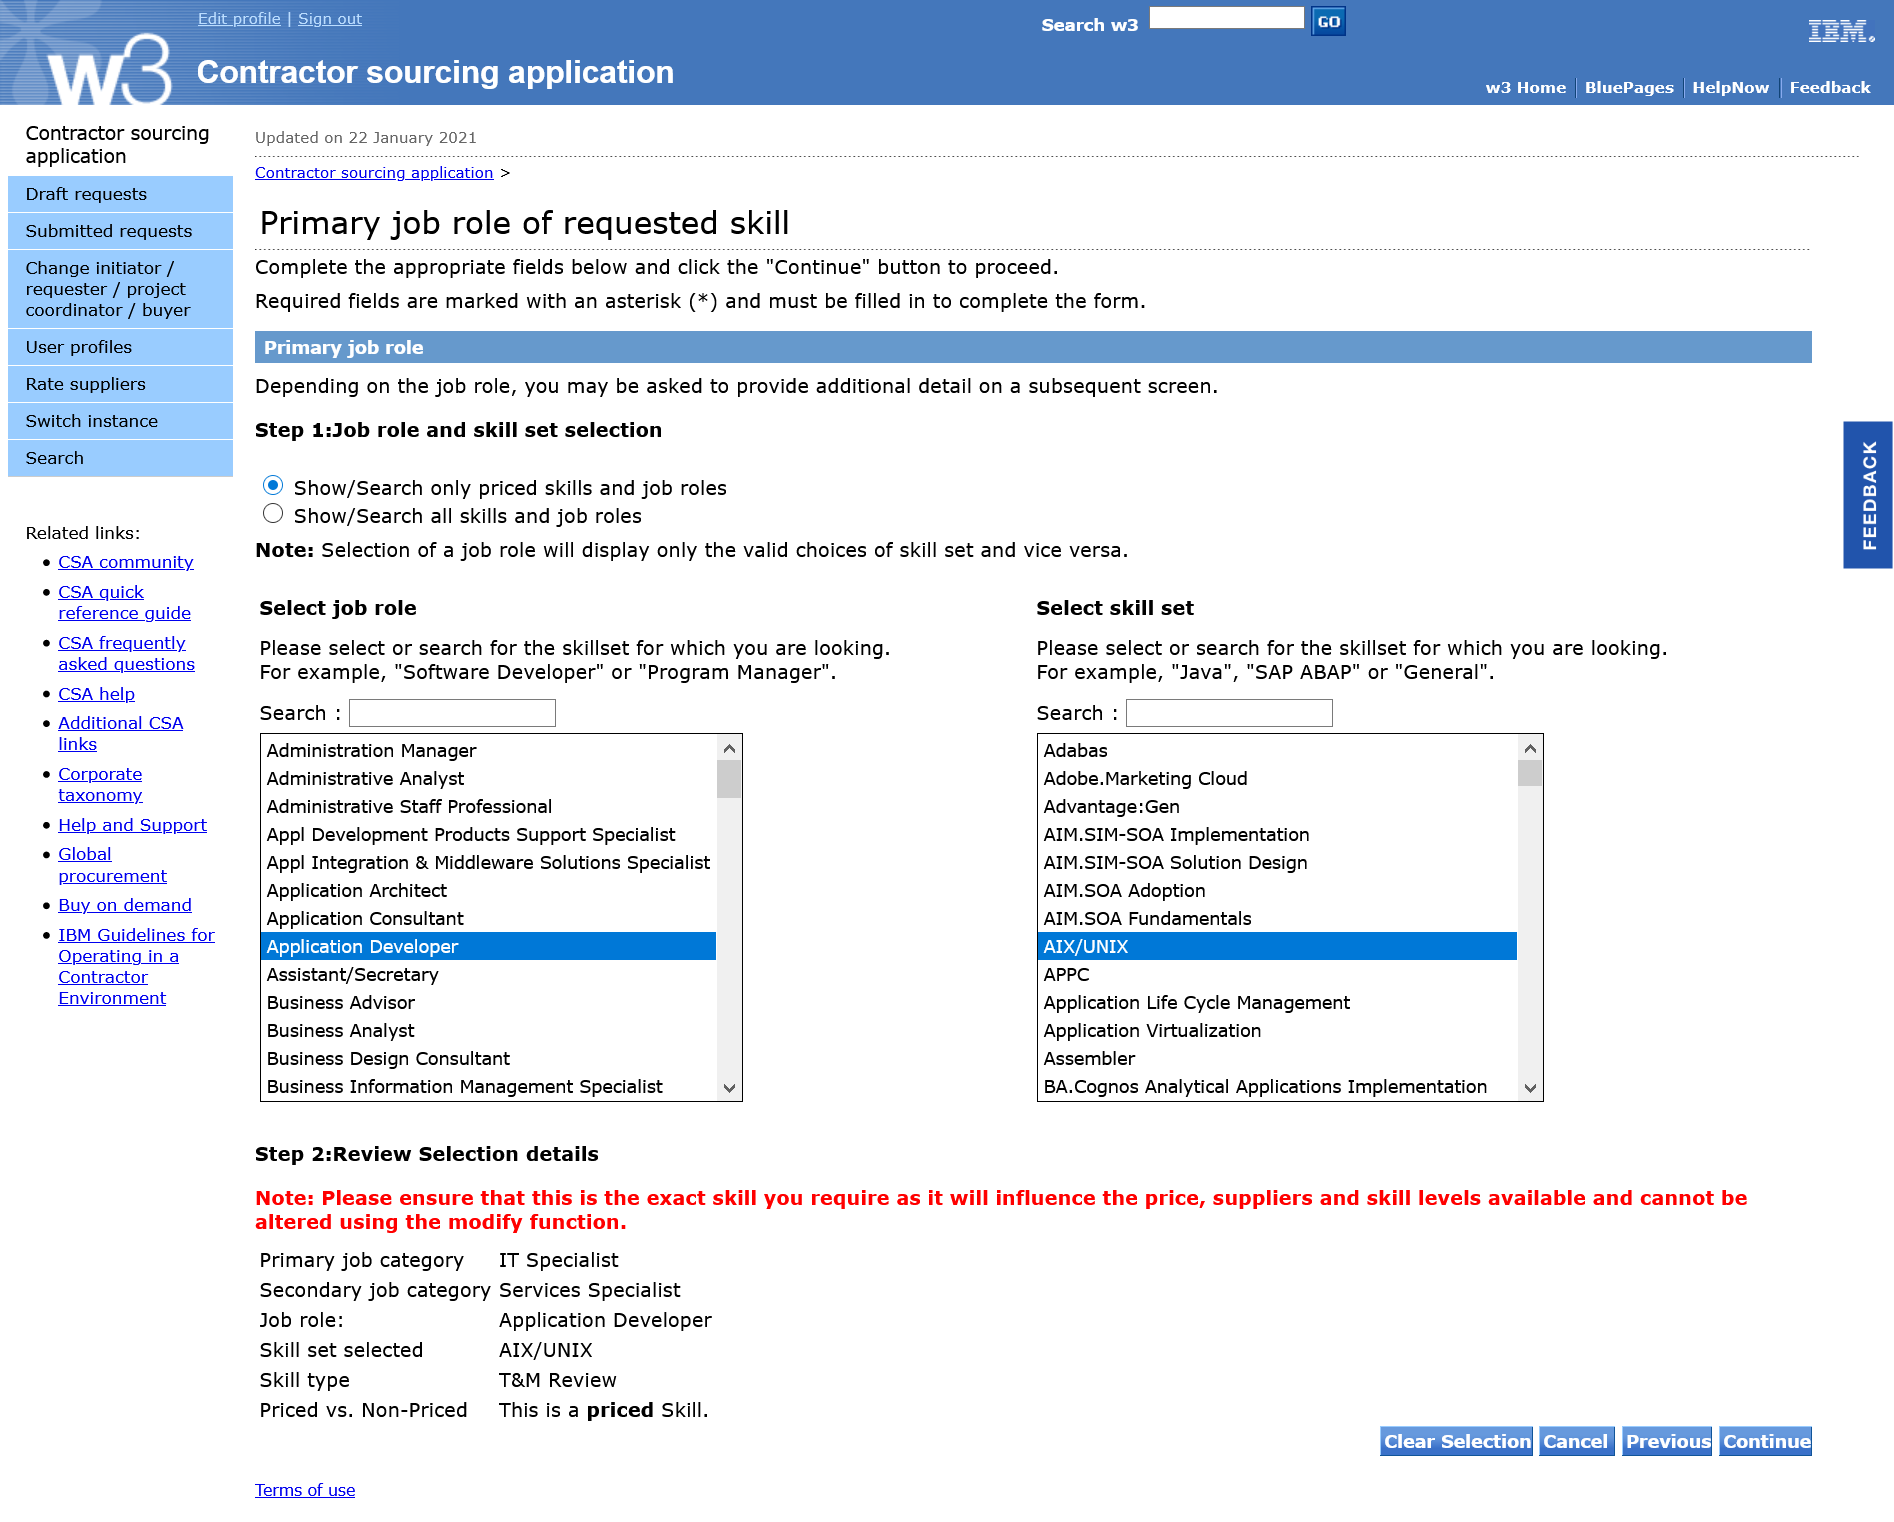 Edit profile | Sign out
Search w3 GO
IBM.
w3 Contractor sourcing application
w3 Home BluePages HelpNow Feedback
Contractor sourcing
application
Draft requests
Submitted requests
Change initiator /
requester / project
coordinator / buyer
User profiles
Rate suppliers
Switch instance
Search
Related links:
• CSA community
• CSA quick
reference guide
• CSA frequently
asked questions
• CSA help
• Additional CSA
links
• Corporate
taxonomy
• Help and Support
• Global
procurement
• Buy on demand
• IBM Guidelines for
Operating in a
Contractor
Environment
Updated on 22 January 2021
Contractor sourcing application >
Primary job role of requested skill
Complete the appropriate fields below and click the "Continue" button to proceed.
Required fields are marked with an asterisk (*) and must be filled in to complete the form.
Primary job role
Depending on the job role, you may be asked to provide additional detail on a subsequent screen.
Step 1:Job role and skill set selection
Show/Search only priced skills and job roles
Show/Search all skills and job roles
Note: Selection of a job role will display only the valid choices of skill set and vice versa.
Select job role
Please select or search for the skillset for which you are looking.
For example, "Software Developer" or "Program Manager".
Search :
Administration Manager
Administrative Analyst
Administrative Staff Professional
Appl Development Products Support Specialist
Appl Integration & Middleware Solutions Specialist
Application Architect
Application Consultant
Application Developer
Assistant/Secretary
Business Advisor
Business Analyst
Business Design Consultant
Business Information Management Specialist
Select skill set
Please select or search for the skillset for which you are looking.
For example, "Java", "SAP ABAP" or "General".
Search :
Adabas
Adobe.Marketing Cloud
Advantage:Gen
AIM.SIM-SOA Implementation
AIM.SIM-SOA Solution Design
AIM.SOA Adoption
AIM.SOA Fundamentals
AIX/UNIX
APPC
Application Life Cycle Management
Application Virtualization
Assembler
BA.Cognos Analytical Applications Implementation
FEEDBACK
Step 2:Review Selection details
Note: Please ensure that this is the exact skill you require as it will influence the price, suppliers and skill levels available and cannot be
altered using the modify function.
Primary job category IT Specialist
Secondary job category Services Specialist
Job role: Application Developer
Skill set selected AIX/UNIX
Skill type T&M Review
Priced vs. Non-Priced This is a priced Skill.
Clear Selection Cancel Previous Continue
Terms of use